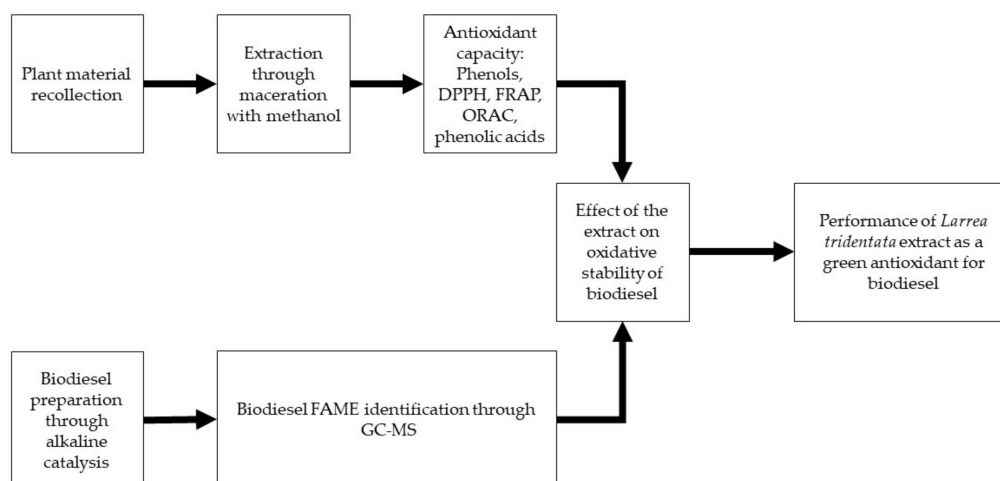 Plant material
recollection
Extraction
through
maceration
with methanol
Antioxidant
capacity:
Phenols,
DPPH, FRAP,
ORAC,
phenolic acids
Effect of the
extract on
oxidative
stability of
biodiesel
Performance of Larrea
tridentata extract as a
green antioxidant for
biodiesel
Biodiesel
preparation
through
alkaline
catalysis
Biodiesel FAME identification through
GC-MS